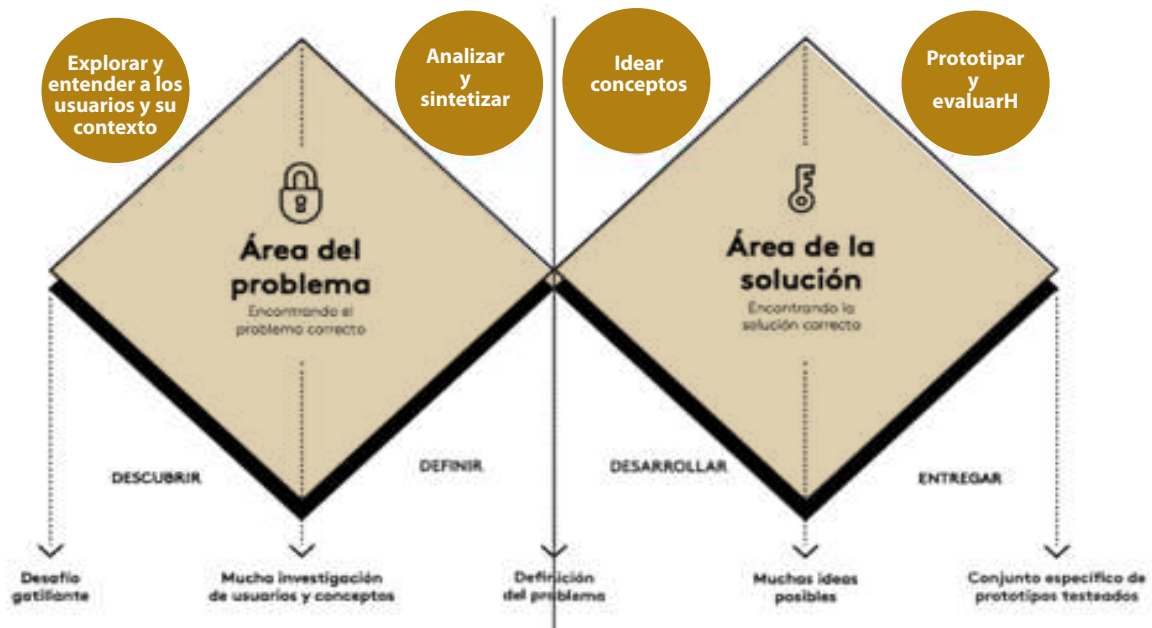 Explorar y
entender a los
usuarios y su
contexto
Analizar
y
sintetizar
Idear
conceptos
Prototipar
y
evaluarH
Área del
problema
Encontrando el
problema correcto
Área de la
solución
Encontrando la
solución correcta
DESCUBRIR
DEFINIR
DESARROLLAR
ENTREGAR
Desafío
gatillante
Mucha investigación
de usuarios y conceptos
Definición
del problema
Muchas ideas
posibles
Conjunto específico de
prototipos testeados